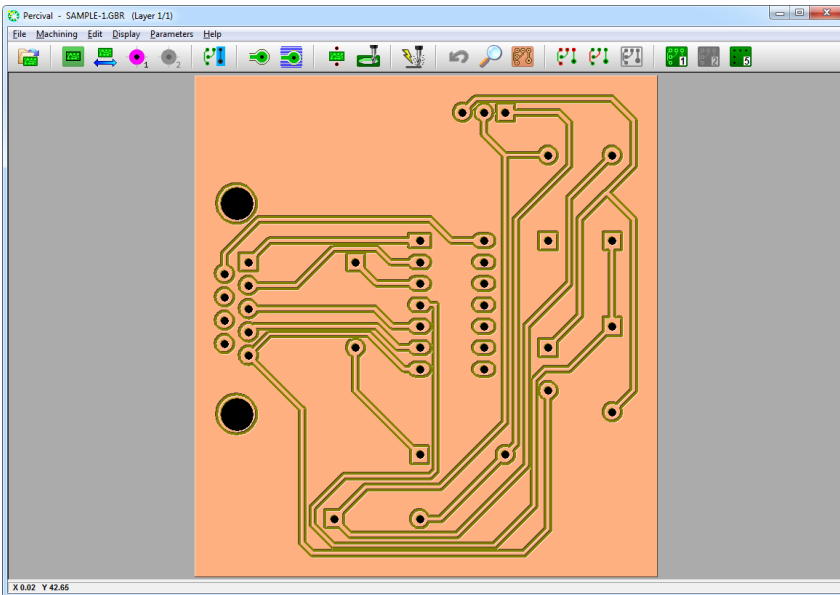 Percival - SAMPLE-1.GBR (Layer 1/1)
File Machining Edit Display Parameters Help
1 2 1 2 5
X 0.02 Y 42.65